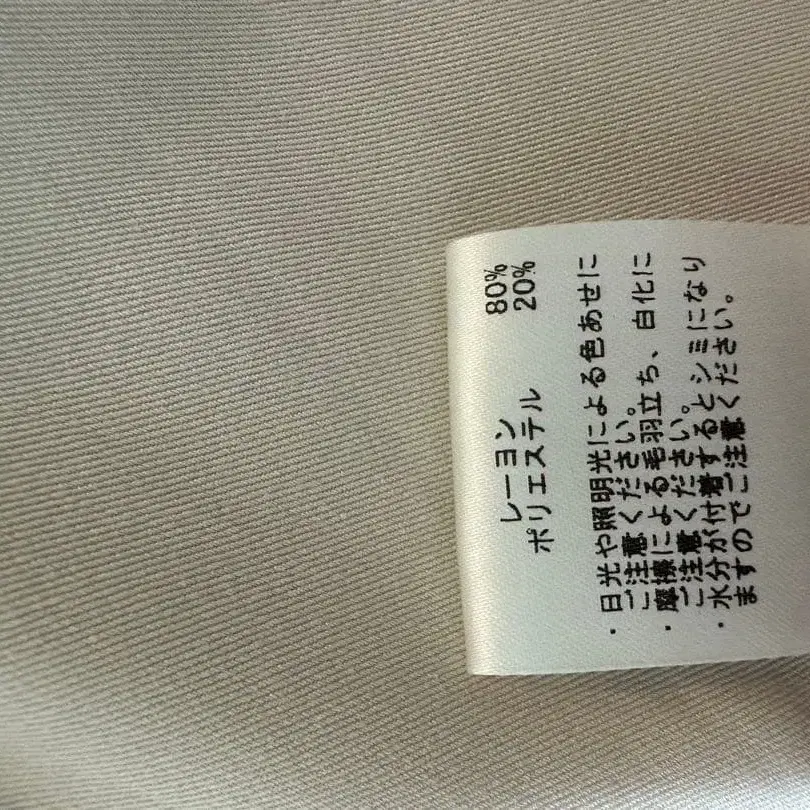 レーヨン 80%
ポリエステル 20%
・日光や照明光による色あせに
ご注意ください。
・摩擦による毛羽立ち、白化に
ご注意ください。
・水分が付着するとシミになり
ますのでご注意ください。